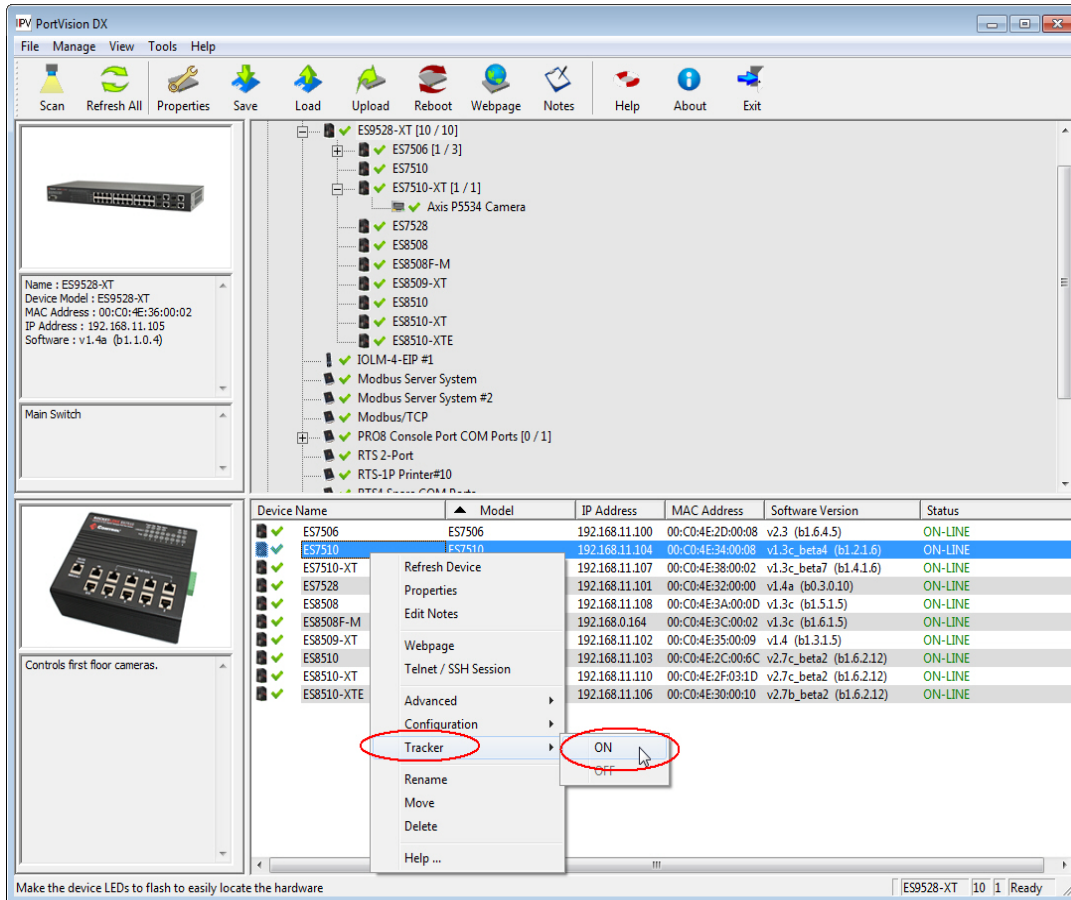 IPV PortVision DX
File Manage View Tools Help
Scan Refresh All Properties Save Load Upload Reboot Webpage Notes Help About Exit
ES9528-XT [10 / 10]
ES7506 [1 / 3]
ES7510
ES7510-XT [1 / 1]
Axis P5534 Camera
ES7528
ES8508
ES8508F-M
ES8509-XT
ES8510
ES8510-XT
ES8510-XTE
IOLM-4-EIP #1
Modbus Server System
Modbus Server System #2
Modbus/TCP
PRO8 Console Port COM Ports [0 / 1]
RTS 2-Port
RTS-1P Printer#10
RTS4 Spare COM Ports
Name : ES9528-XT
Device Model : ES9528-XT
MAC Address : 00:C0:4E:36:00:02
IP Address : 192.168.11.105
Software : v1.4a (b1.1.0.4)
Main Switch
Controls first floor cameras.
Device Name Model IP Address MAC Address Software Version Status
ES7506 ES7506 192.168.11.100 00:C0:4E:2D:00:08 v2.3 (b1.6.4.5) ON-LINE
ES7510 ES7510 192.168.11.104 00:C0:4E:34:00:08 v1.3c_beta4 (b1.2.1.6) ON-LINE
ES7510-XT 192.168.11.107 00:C0:4E:38:00:02 v1.3c_beta7 (b1.4.1.6) ON-LINE
ES7528 192.168.11.101 00:C0:4E:32:00:00 v1.4a (b0.3.0.10) ON-LINE
ES8508 192.168.11.108 00:C0:4E:3A:00:0D v1.3c (b1.5.1.5) ON-LINE
ES8508F-M 192.168.0.164 00:C0:4E:3C:00:02 v1.3c (b1.6.1.5) ON-LINE
ES8509-XT 192.168.11.102 00:C0:4E:35:00:09 v1.4 (b1.3.1.5) ON-LINE
ES8510 192.168.11.103 00:C0:4E:2C:00:6C v2.7c_beta2 (b1.6.2.12) ON-LINE
ES8510-XT 192.168.11.110 00:C0:4E:2F:03:1D v2.7c_beta2 (b1.6.2.12) ON-LINE
ES8510-XTE 192.168.11.106 00:C0:4E:30:00:10 v2.7b_beta2 (b1.6.2.12) ON-LINE
Refresh Device
Properties
Edit Notes
Webpage
Telnet / SSH Session
Advanced
Configuration
Tracker
ON
OFF
Rename
Move
Delete
Help ...
Make the device LEDs to flash to easily locate the hardware
ES9528-XT 10 1 Ready